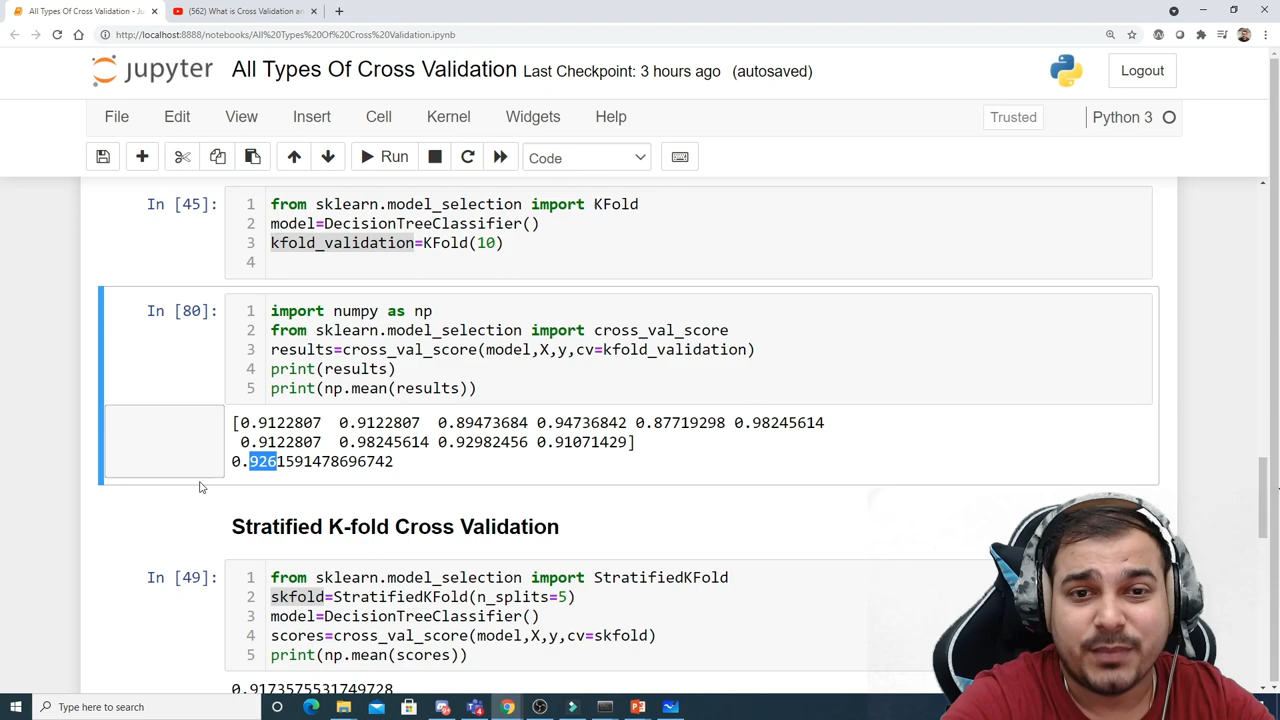 All Types Of Cross Validation - Ju
(562) What is Cross Validation an
http://localhost:8888/notebooks/All%20Types%20Of%20Cross%20Validation.ipynb
jupyter All Types Of Cross Validation Last Checkpoint: 3 hours ago (autosaved) Logout
File Edit View Insert Cell Kernel Widgets Help Trusted Python 3
Run Code
In [45]:
1 from sklearn.model_selection import KFold
2 model=DecisionTreeClassifier()
3 kfold_validation=KFold(10)
4
In [80]:
1 import numpy as np
2 from sklearn.model_selection import cross_val_score
3 results=cross_val_score(model,X,y,cv=kfold_validation)
4 print(results)
5 print(np.mean(results))
[0.9122807 0.9122807 0.89473684 0.94736842 0.87719298 0.98245614
0.9122807 0.98245614 0.92982456 0.91071429]
0.9261591478696742
Stratified K-fold Cross Validation
In [49]:
1 from sklearn.model_selection import StratifiedKFold
2 skfold=StratifiedKFold(n_splits=5)
3 model=DecisionTreeClassifier()
4 scores=cross_val_score(model,X,y,cv=skfold)
5 print(np.mean(scores))
0.9173575531749728
Type here to search